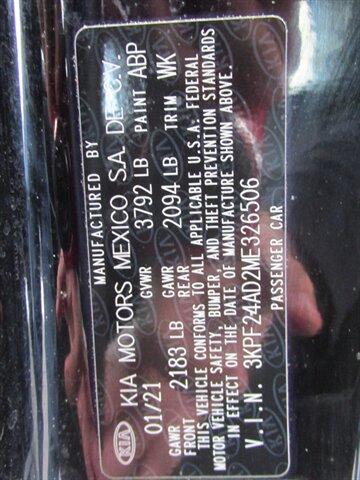 MANUFACTURED BY
KIA KIA MOTORS MEXICO S.A. DE C.V.
01/21 GVWR 3792 LB PAINT ABP
GAWR FRONT 2183 LB GAWR REAR 2094 LB TRIM WK
THIS VEHICLE CONFORMS TO ALL APPLICABLE U.S.A. FEDERAL
MOTOR VEHICLE SAFETY, BUMPER, AND THEFT PREVENTION STANDARDS
IN EFFECT ON THE DATE OF MANUFACTURE SHOWN ABOVE.
V.I.N. 3KPF24AD2ME326506
PASSENGER CAR